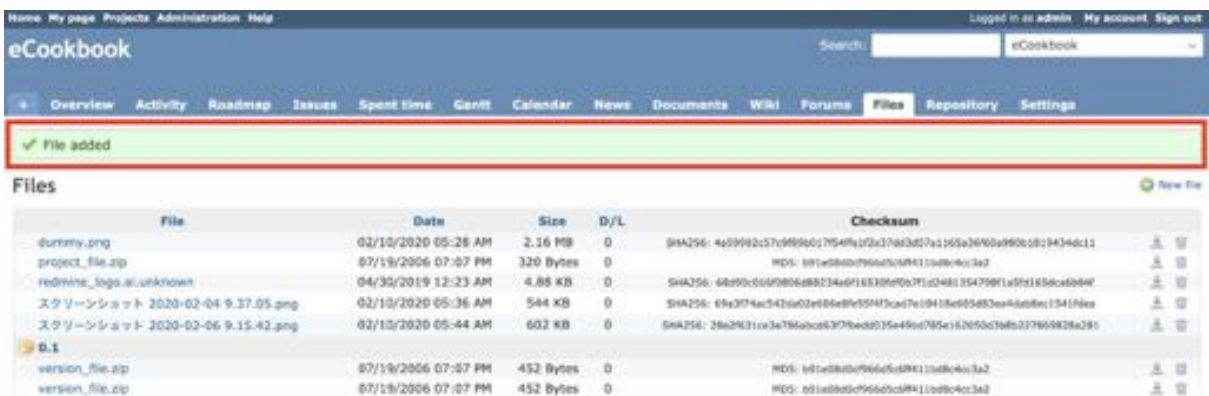 Home My page Projects Administration Help Logged in as admin My account Sign out
eCookbook Search: eCookbook
+ Overview Activity Roadmap Issues Spent time Gantt Calendar News Documents Wiki Forums Files Repository Settings
File added
Files New file
File Date Size D/L Checksum
dummy.png 02/10/2020 05:28 AM 2.16 MB 0 SHA256:
project_file.zip 07/19/2006 07:07 PM 320 Bytes 0 MD5:
redmine_logo.ai.unknown 04/30/2019 12:23 AM 4.88 KB 0 SHA256:
スクリーンショット 2020-02-04 9.37.05.png 02/10/2020 05:36 AM 544 KB 0 SHA256:
スクリーンショット 2020-02-06 9.15.42.png 02/10/2020 05:44 AM 602 KB 0 SHA256:
0.1
version_file.zip 07/19/2006 07:07 PM 452 Bytes 0 MD5:
version_file.zip 07/19/2006 07:07 PM 452 Bytes 0 MD5: